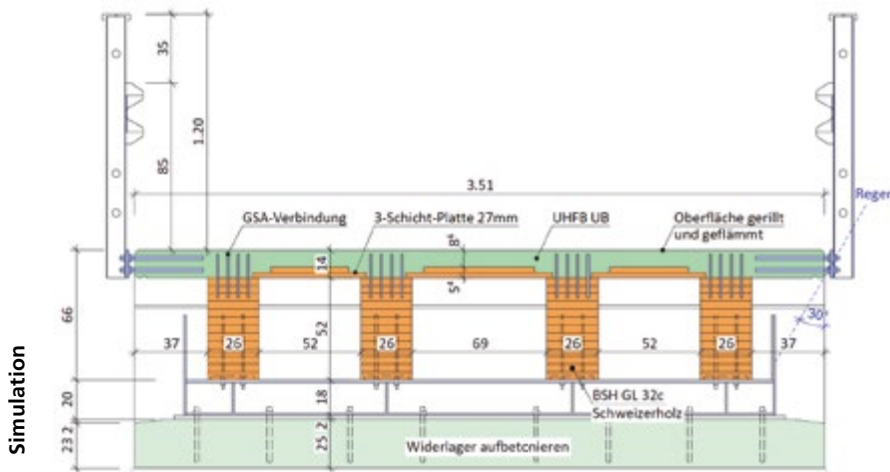 35
1.20
85
3.51
GSA-Verbindung
3-Schicht-Platte 27mm
UHFB UB
Oberfläche gerillt
und geflämmt
Regen
8⁶
14
5⁴
66
52
37
26
52
26
69
26
52
26
37
30°
20
18
BSH GL 32c
Schweizerholz
23 2
25 2
Widerlager aufbetonieren
Simulation